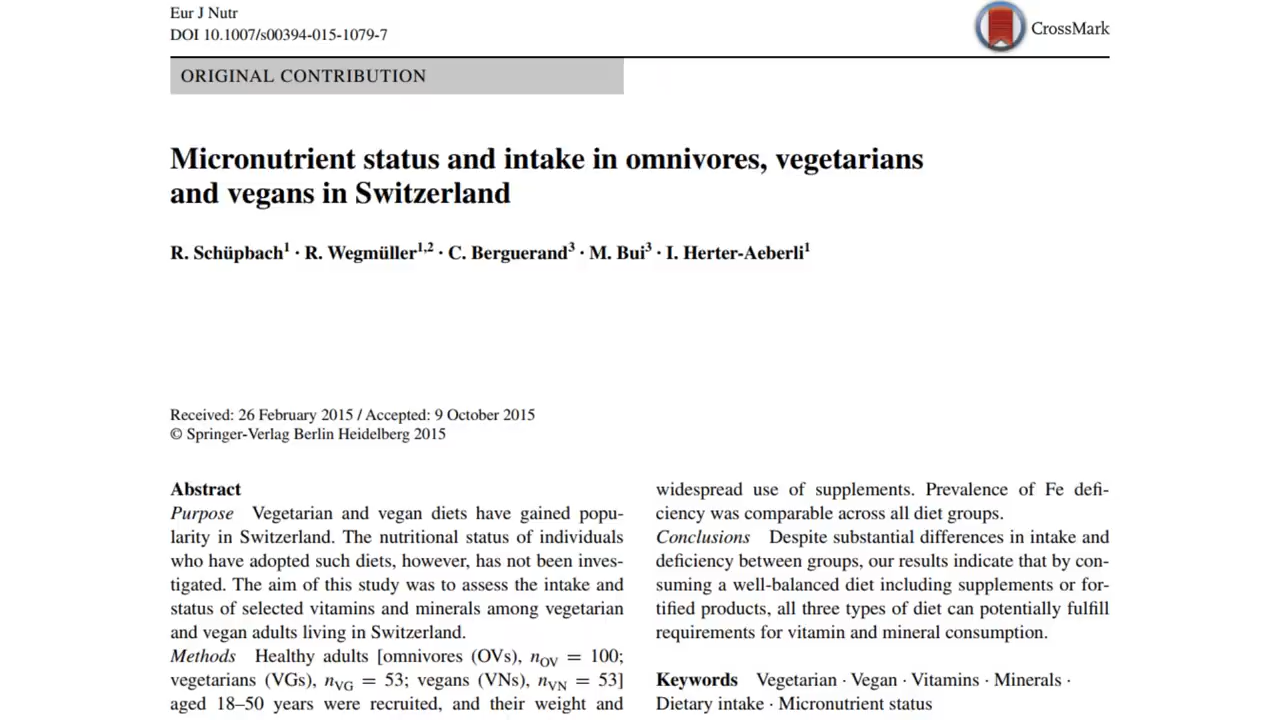 Eur J Nutr
DOI 10.1007/s00394-015-1079-7
CrossMark
ORIGINAL CONTRIBUTION
Micronutrient status and intake in omnivores, vegetarians
and vegans in Switzerland
R. Schüpbach1 · R. Wegmüller1,2 · C. Berguerand3 · M. Bui3 · I. Herter-Aeberli1
Received: 26 February 2015 / Accepted: 9 October 2015
© Springer-Verlag Berlin Heidelberg 2015
Abstract
Purpose Vegetarian and vegan diets have gained popu-
larity in Switzerland. The nutritional status of individuals
who have adopted such diets, however, has not been inves-
tigated. The aim of this study was to assess the intake and
status of selected vitamins and minerals among vegetarian
and vegan adults living in Switzerland.
Methods Healthy adults [omnivores (OVs), nOV = 100;
vegetarians (VGs), nVG = 53; vegans (VNs), nVN = 53]
aged 18–50 years were recruited, and their weight and
widespread use of supplements. Prevalence of Fe defi-
ciency was comparable across all diet groups.
Conclusions Despite substantial differences in intake and
deficiency between groups, our results indicate that by con-
suming a well-balanced diet including supplements or for-
tified products, all three types of diet can potentially fulfill
requirements for vitamin and mineral consumption.
Keywords Vegetarian · Vegan · Vitamins · Minerals ·
Dietary intake · Micronutrient status